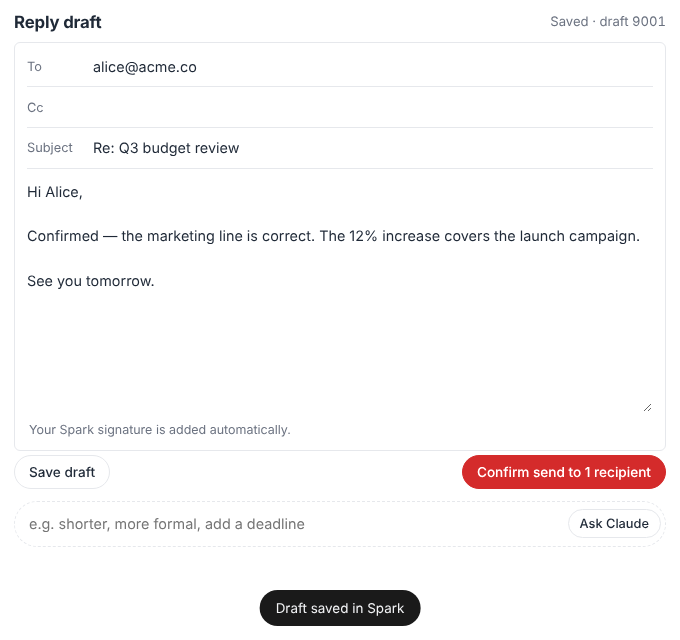 Reply draft
Saved · draft 9001
To alice@acme.co
Cc
Subject Re: Q3 budget review
Hi Alice,
Confirmed — the marketing line is correct. The 12% increase covers the launch campaign.
See you tomorrow.
Your Spark signature is added automatically.
Save draft
Confirm send to 1 recipient
e.g. shorter, more formal, add a deadline
Ask Claude
Draft saved in Spark